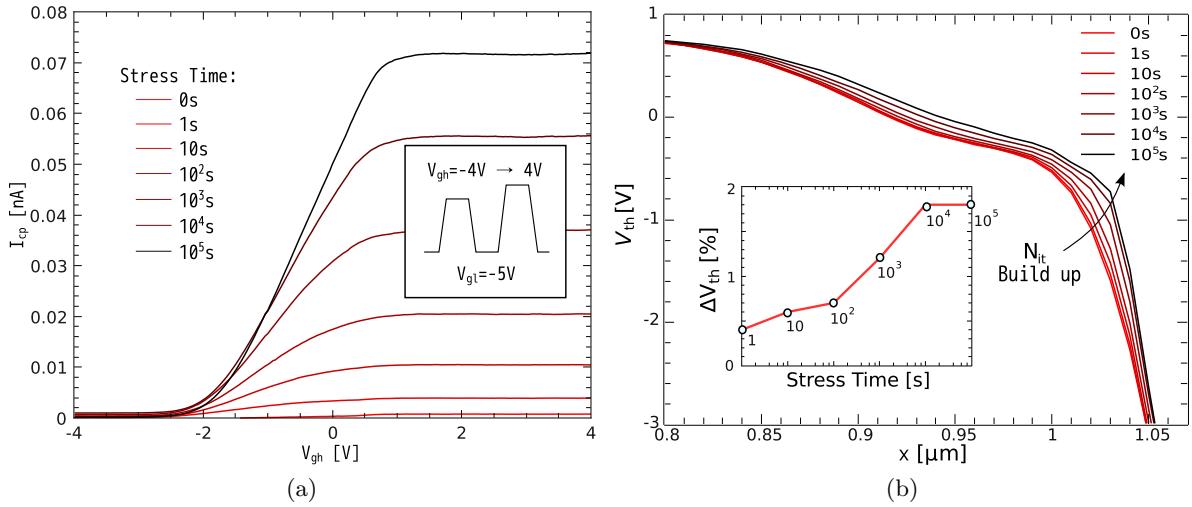 0.08
0.07
0.06
0.05
0.04
0.03
0.02
0.01
0
I_cp [nA]
Stress Time:
0s
1s
10s
10²s
10³s
10⁴s
10⁵s
V_gh=-4V → 4V
V_gl=-5V
-4
-2
0
2
4
V_gh [V]
(a)
1
0
-1
-2
-3
V_th [V]
0s
1s
10s
10²s
10³s
10⁴s
10⁵s
N_it
Build up
2
1
0
ΔV_th [%]
1
10
10²
10³
10⁴
10⁵
Stress Time [s]
0.8
0.85
0.9
0.95
1
1.05
x [μm]
(b)